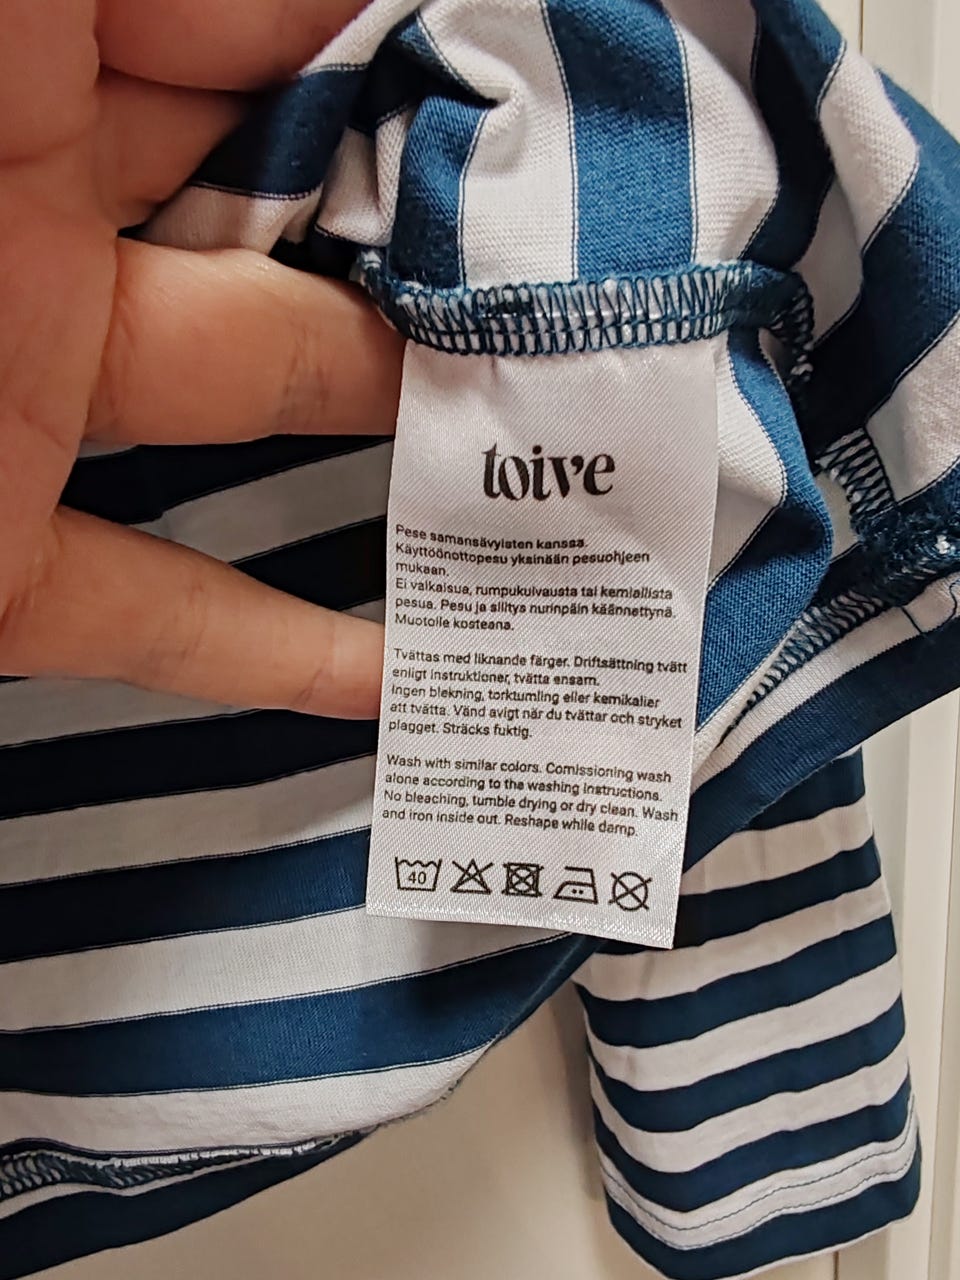 toive
Pese samansävyisten kanssa.
Käyttöönottopesu yksinään pesuohjeen
mukaan.
Ei valkaisua, rumpukuivausta tai kemiallista
pesua. Pesu ja silitys nurinpäin käännettynä.
Muotoile kosteana.
Tvättas med liknande färger. Driftsättning tvätt
enligt instruktioner, tvätta ensam.
Ingen blekning, torktumling eller kemikalier
att tvätta. Vänd avigt når du tvättar och stryket
plagget. Sträcks fuktig.
Wash with similar colors. Comissioning wash
alone according to the washing instructions.
No bleaching, tumble drying or dry clean. Wash
and iron inside out. Reshape while damp.
40